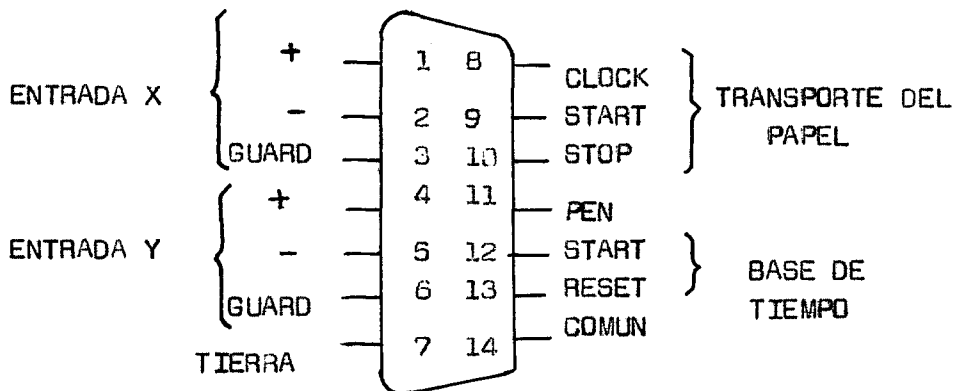 + 1 8 CLOCK
ENTRADA X - 2 9 START TRANSPORTE DEL
GUARD 3 10 STOP PAPEL
+ 4 11 PEN
ENTRADA Y - 5 12 START BASE DE
GUARD 6 13 RESET TIEMPO
TIERRA 7 14 COMUN